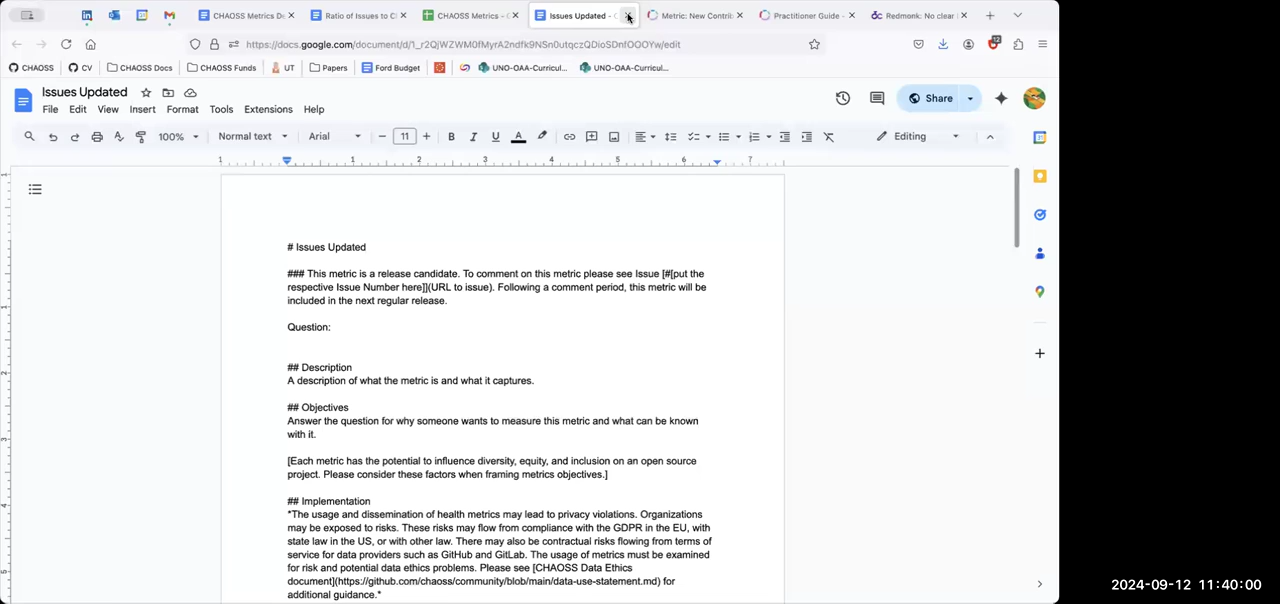 CHAOSS Metrics De
Ratio of Issues to C
CHAOSS Metrics - C
Issues Updated -
Metric: New Contrib
Practitioner Guide -
Redmonk: No clear
https://docs.google.com/document/d/1_r2QjWZWM0fMyrA2ndfk9NSn0utqczQDioSDnfOGOYw/edit
12
CHAOSS
CV
CHAOSS Docs
CHAOSS Funds
UT
Papers
Ford Budget
UNO-OAA-Curricul...
UNO-OAA-Curricul...
Issues Updated
File Edit View Insert Format Tools Extensions Help
Share
100% Normal text Arial 11 B I U A Editing
1 1 2 3 4 5 6 7
# Issues Updated
### This metric is a release candidate. To comment on this metric please see Issue [#[put the
respective Issue Number here]](URL to issue). Following a comment period, this metric will be
included in the next regular release.
Question:
## Description
A description of what the metric is and what it captures.
## Objectives
Answer the question for why someone wants to measure this metric and what can be known
with it.
[Each metric has the potential to influence diversity, equity, and inclusion on an open source
project. Please consider these factors when framing metrics objectives.]
## Implementation
*The usage and dissemination of health metrics may lead to privacy violations. Organizations
may be exposed to risks. These risks may flow from compliance with the GDPR in the EU, with
state law in the US, or with other law. There may also be contractual risks flowing from terms of
service for data providers such as GitHub and GitLab. The usage of metrics must be examined
for risk and potential data ethics problems. Please see [CHAOSS Data Ethics
document](https://github.com/chaoss/community/blob/main/data-use-statement.md) for
additional guidance.*
2024-09-12 11:40:00